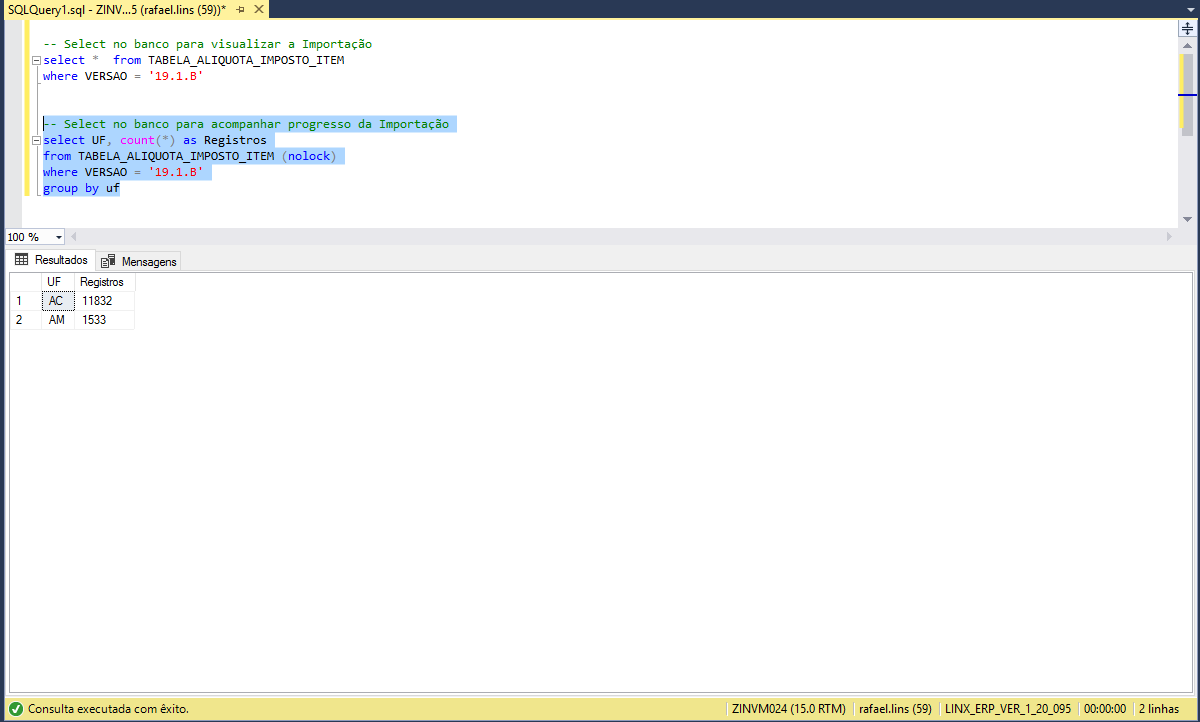 SQLQuery1.sql - ZINV...5 (rafael.lins (59))*
-- Select no banco para visualizar a Importação
select *  from TABELA_ALIQUOTA_IMPOSTO_ITEM
where VERSAO = '19.1.B'
-- Select no banco para acompanhar progresso da Importação
select UF, count(*) as Registros
from TABELA_ALIQUOTA_IMPOSTO_ITEM (nolock)
where VERSAO = '19.1.B'
group by uf
100 %
Resultados Mensagens
UF Registros
1 AC 11832
2 AM 1533
Consulta executada com êxito. ZINVM024 (15.0 RTM) rafael.lins (59) LINX_ERP_VER_1_20_095 00:00:00 2 linhas